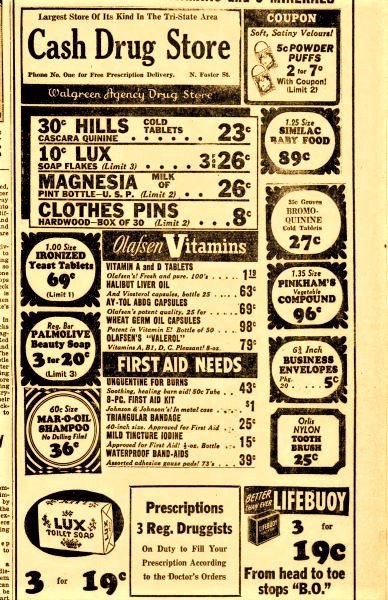 Largest Store Of Its Kind In The Tri-State Area
Cash Drug Store
Phone No. One for Free Prescription Delivery. N. Foster St.
Walgreen Agency Drug Store
COUPON
Soft, Satiny Velours!
5c POWDER
PUFFS
2 for 7c
With Coupon!
(Limit 2)
30c HILLS COLD TABLETS
CASCARA QUININE 23c
10c LUX
SOAP FLAKES (Limit 3) 3 FOR 26c
MAGNESIA MILK OF
PINT BOTTLE—U. S. P. (Limit 2) 26c
CLOTHES PINS
HARDWOOD—BOX OF 30 (Limit 2) 8c
1.25 Size
SIMILAC
BABY FOOD
89c
35c Groves
BROMO-
QUININE
Cold Tablets
27c
1.00 Size
IRONIZED
Yeast Tablets
69c
(Limit 1)
Olafsen Vitamins
VITAMIN A and D TABLETS
Olafsen's! Fresh and pure. 100's 1.19
HALIBUT LIVER OIL
And Viosterol capsules, bottle 25 63c
AY-TOL ABDG CAPSULES
Olafsen's potent quality, 25 for 69c
WHEAT GERM OIL CAPSULES
Potent in Vitamin E! Bottle of 50 98c
OLAFSEN'S "VALEROL"
Vitamins A, B1, D, C. Pleasant! 8-oz. 79c
1.35 Size
PINKHAM'S
Vegetable
COMPOUND
96c
Reg. Bar
PALMOLIVE
Beauty Soap
3 for 20c
(Limit 3)
FIRST AID NEEDS
UNGUENTINE FOR BURNS
Soothing, healing burn aid! 50c Tube 43c
8-PC. FIRST AID KIT
Johnson & Johnson's! In metal case $1
TRIANGULAR BANDAGE
40-inch size. Approved for First Aid 25c
MILD TINCTURE IODINE
Approved for First Aid! ½-oz. Bottle 15c
WATERPROOF BAND-AIDS
Assorted adhesive gauze pads! 73's 39c
6¾ Inch
BUSINESS
ENVELOPES
Pkg. 20 5c
60c Size
MAR-O-OIL
SHAMPOO
No Dulling Film!
36c
Orlis
NYLON
TOOTH
BRUSH
25c
LUX
TOILET SOAP
3 for 19c
Prescriptions
3 Reg. Druggists
On Duty to Fill Your
Prescription According
to the Doctor's Orders
BETTER
THAN EVER
LIFEBUOY
3 for
19c
From head to toe
stops "B.O."